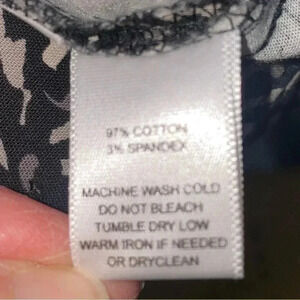 97% COTTON
3% SPANDEX
MACHINE WASH COLD
DO NOT BLEACH
TUMBLE DRY LOW
WARM IRON IF NEEDED
OR DRYCLEAN